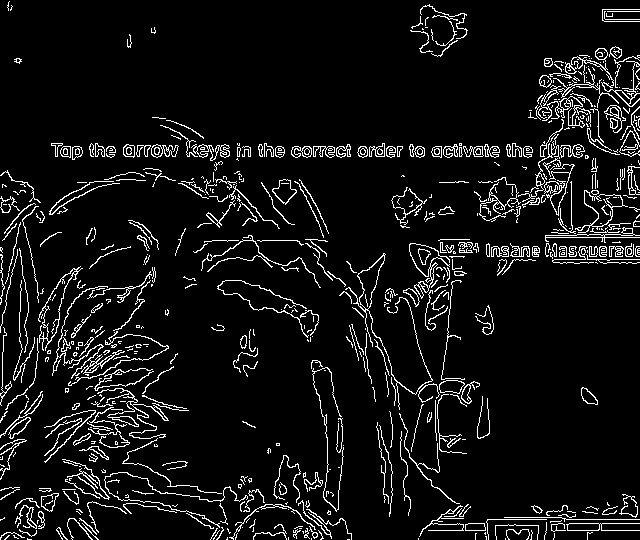 Tap the arrow keys in the correct order to activate the rune.
Lv. 224 Insane Masquerade